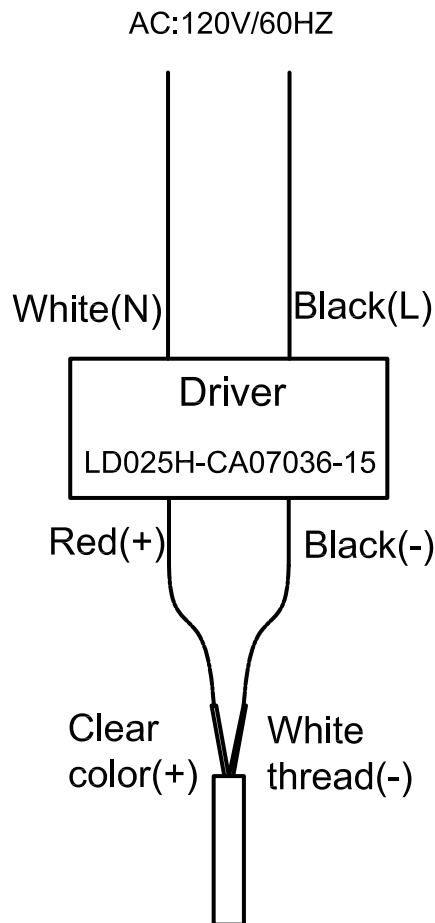 AC:120V/60HZ
White(N)
Black(L)
Driver
LD025H-CA07036-15
Red(+)
Black(-)
Clear
color(+)
White
thread(-)